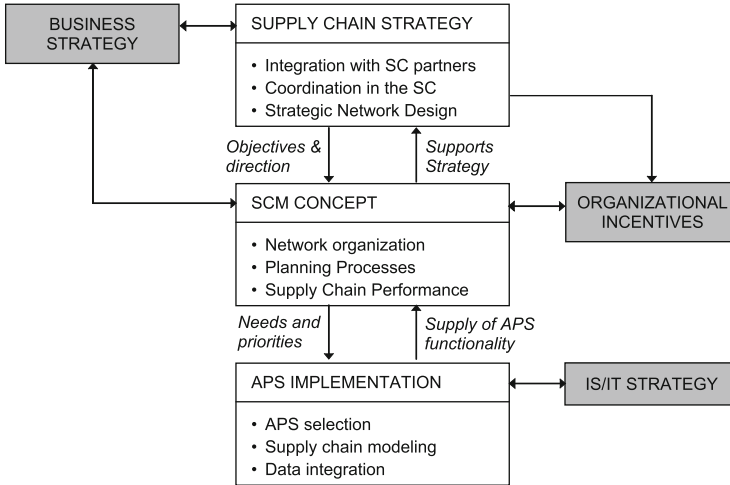 BUSINESS
STRATEGY
SUPPLY CHAIN STRATEGY
• Integration with SC partners
• Coordination in the SC
• Strategic Network Design
Objectives &
direction
Supports
Strategy
SCM CONCEPT
• Network organization
• Planning Processes
• Supply Chain Performance
ORGANIZATIONAL
INCENTIVES
Needs and
priorities
Supply of APS
functionality
APS IMPLEMENTATION
• APS selection
• Supply chain modeling
• Data integration
IS/IT STRATEGY